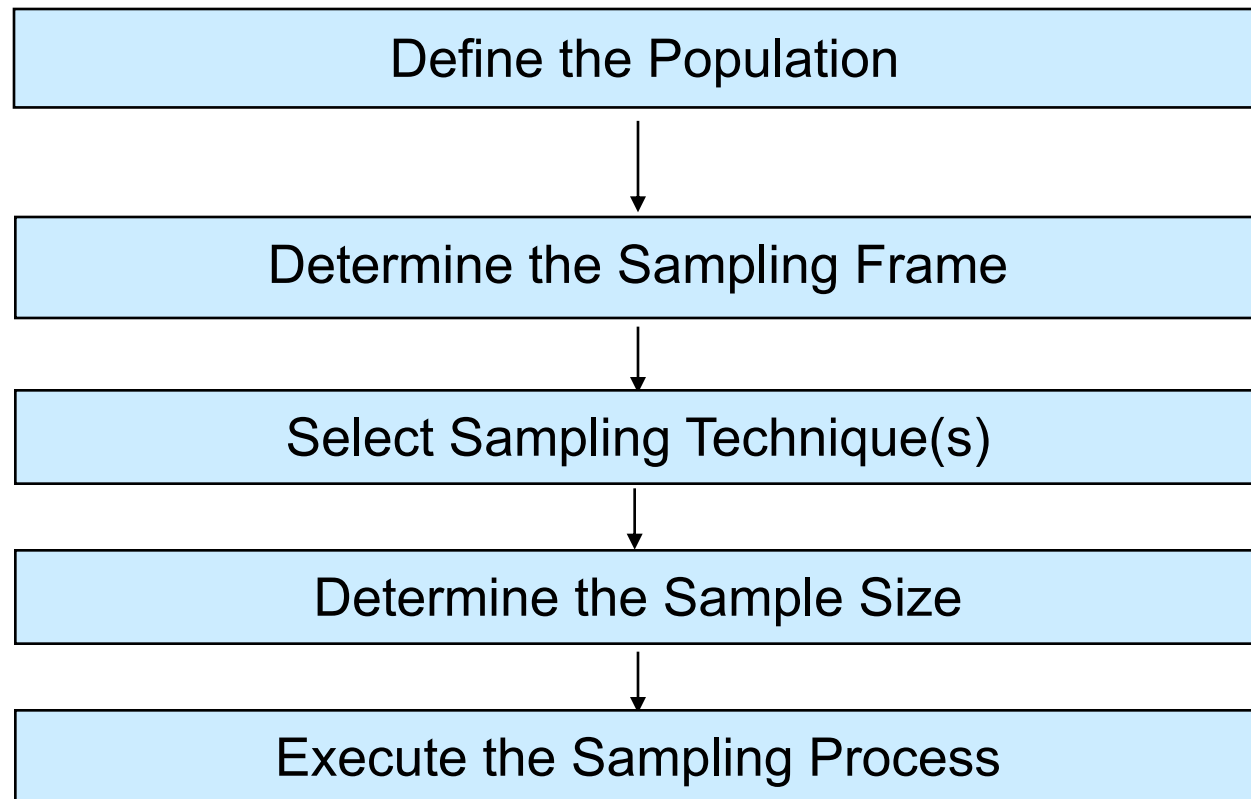 Define the Population
Determine the Sampling Frame
Select Sampling Technique(s)
Determine the Sample Size
Execute the Sampling Process